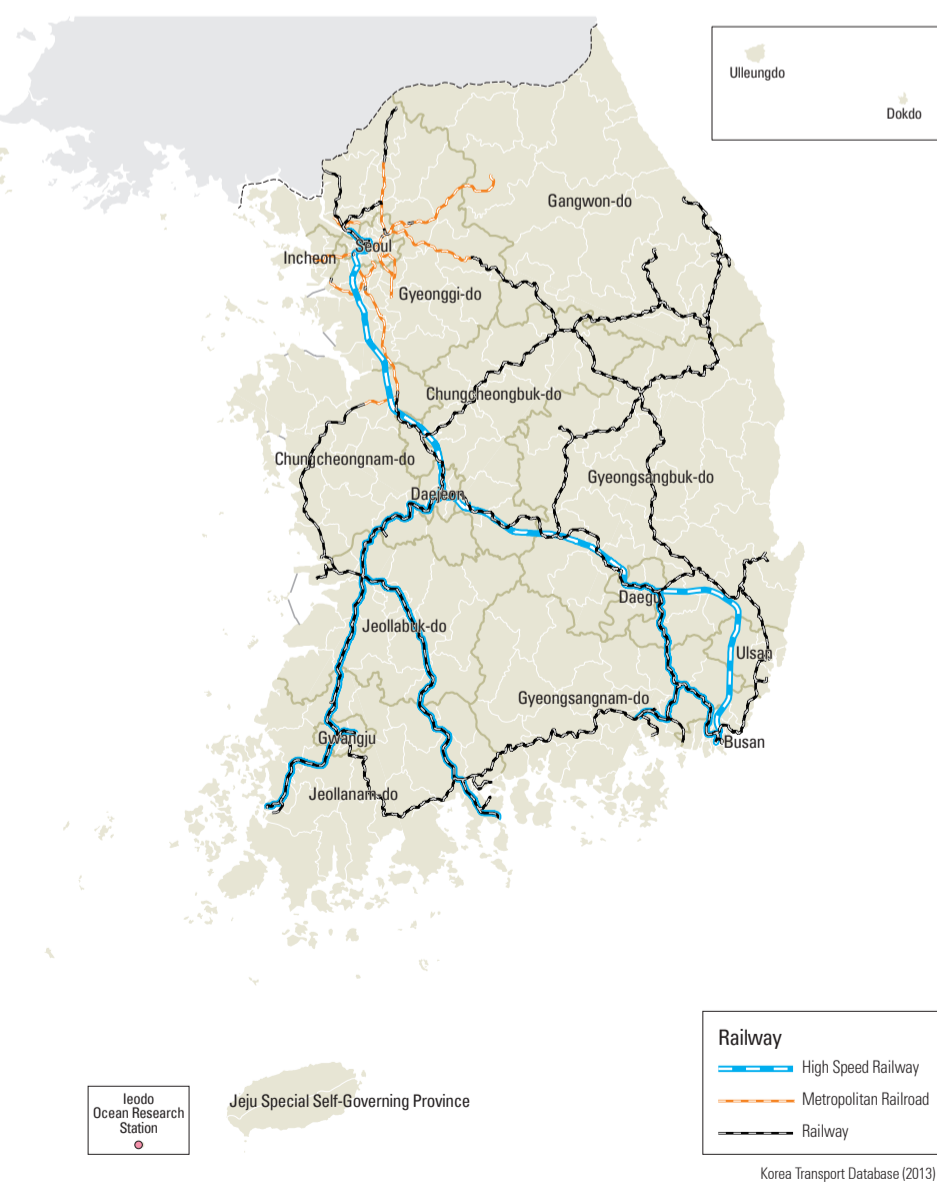 Ulleungdo
Dokdo
Gangwon-do
Seoul
Incheon
Gyeonggi-do
Chungcheongbuk-do
Chungcheongnam-do
Gyeongsangbuk-do
Daejeon
Daegu
Jeollabuk-do
Ulsan
Gyeongsangnam-do
Gwangju
Busan
Jeollanam-do
Railway
High Speed Railway
Metropolitan Railroad
Railway
Ieodo
Ocean Research
Station
Jeju Special Self-Governing Province
Korea Transport Database (2013)